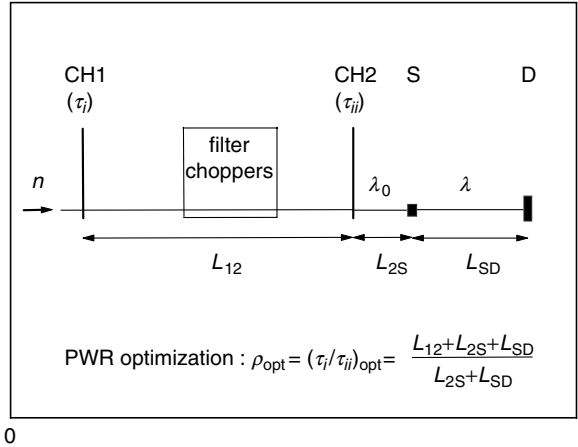 CH1 CH2 S D
(τi) (τii)
filter
choppers
n λ0 λ
L12 L2S LSD
PWR optimization : ρopt = (τi/τii)opt = L12+L2S+LSD
L2S+LSD
0